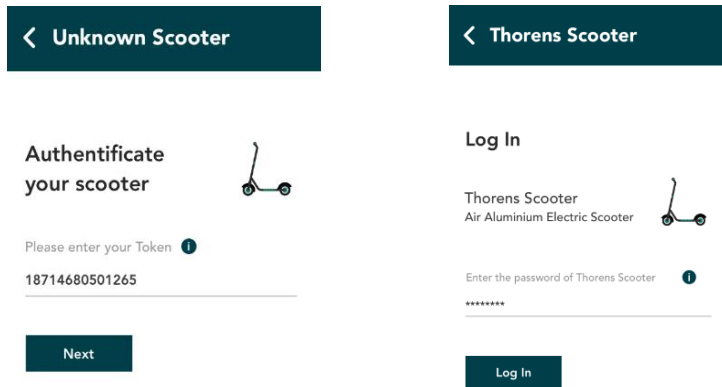 Unknown Scooter
Authentificate
your scooter
Please enter your Token i
18714680501265
Next
Thorens Scooter
Log In
Thorens Scooter
Air Aluminium Electric Scooter
Enter the password of Thorens Scooter i
********
Log In